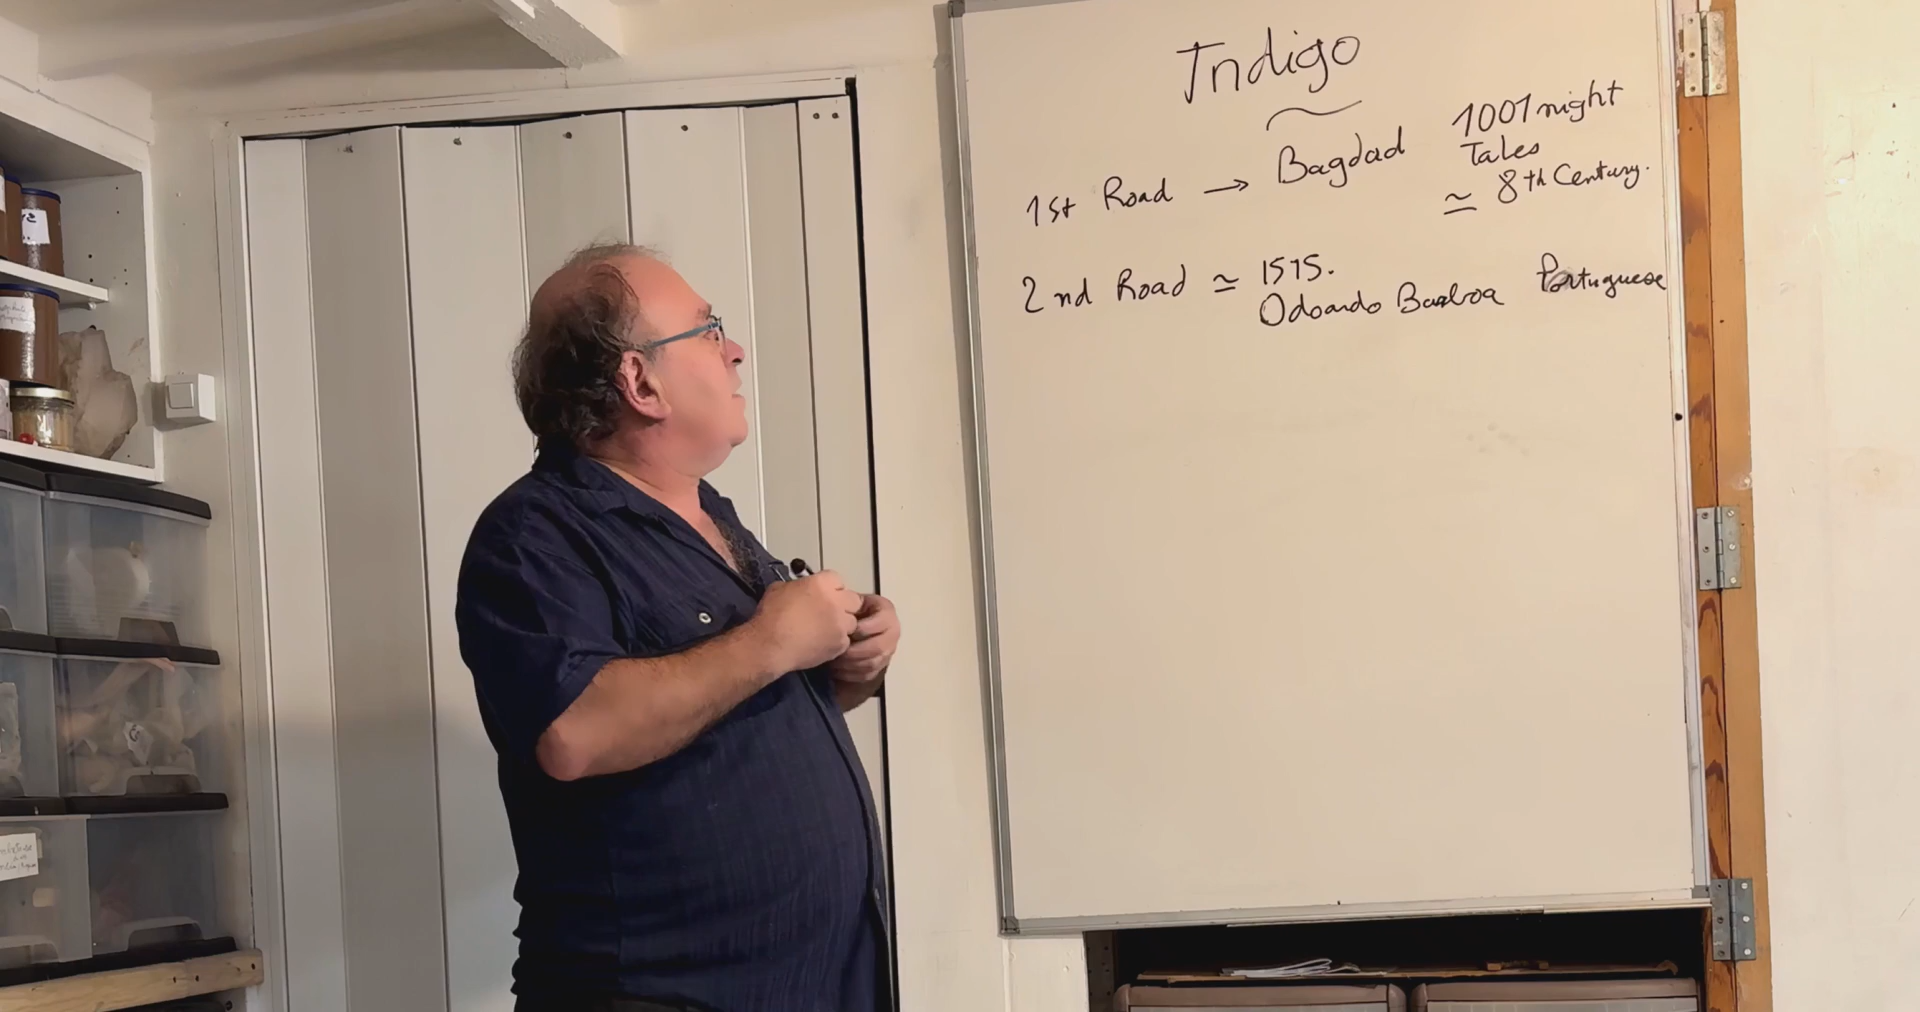 Indigo
1st Road → Bagdad
1001 night
Tales
≃ 8th Century.
2nd Road ≃ 1515.
Odoardo Barboa Portuguese